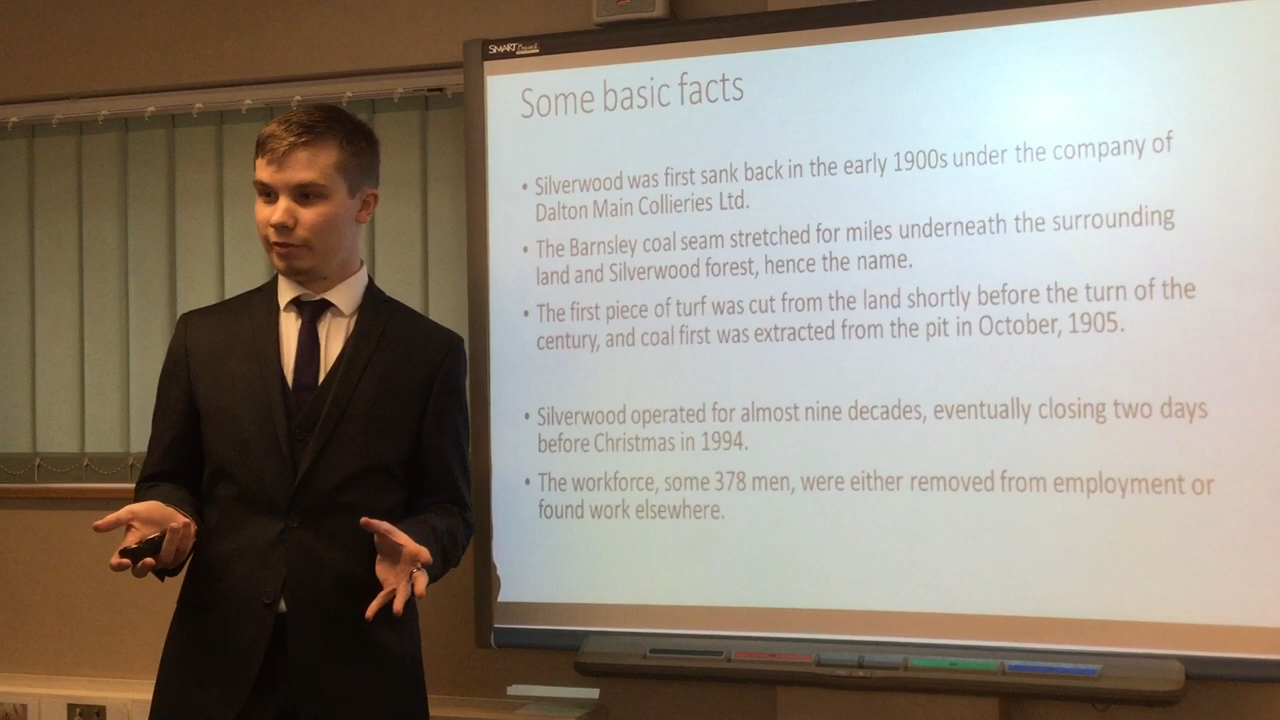 SMART Board
Some basic facts
• Silverwood was first sank back in the early 1900s under the company of
Dalton Main Collieries Ltd.
• The Barnsley coal seam stretched for miles underneath the surrounding
land and Silverwood forest, hence the name.
• The first piece of turf was cut from the land shortly before the turn of the
century, and coal first was extracted from the pit in October, 1905.
• Silverwood operated for almost nine decades, eventually closing two days
before Christmas in 1994.
• The workforce, some 378 men, were either removed from employment or
found work elsewhere.